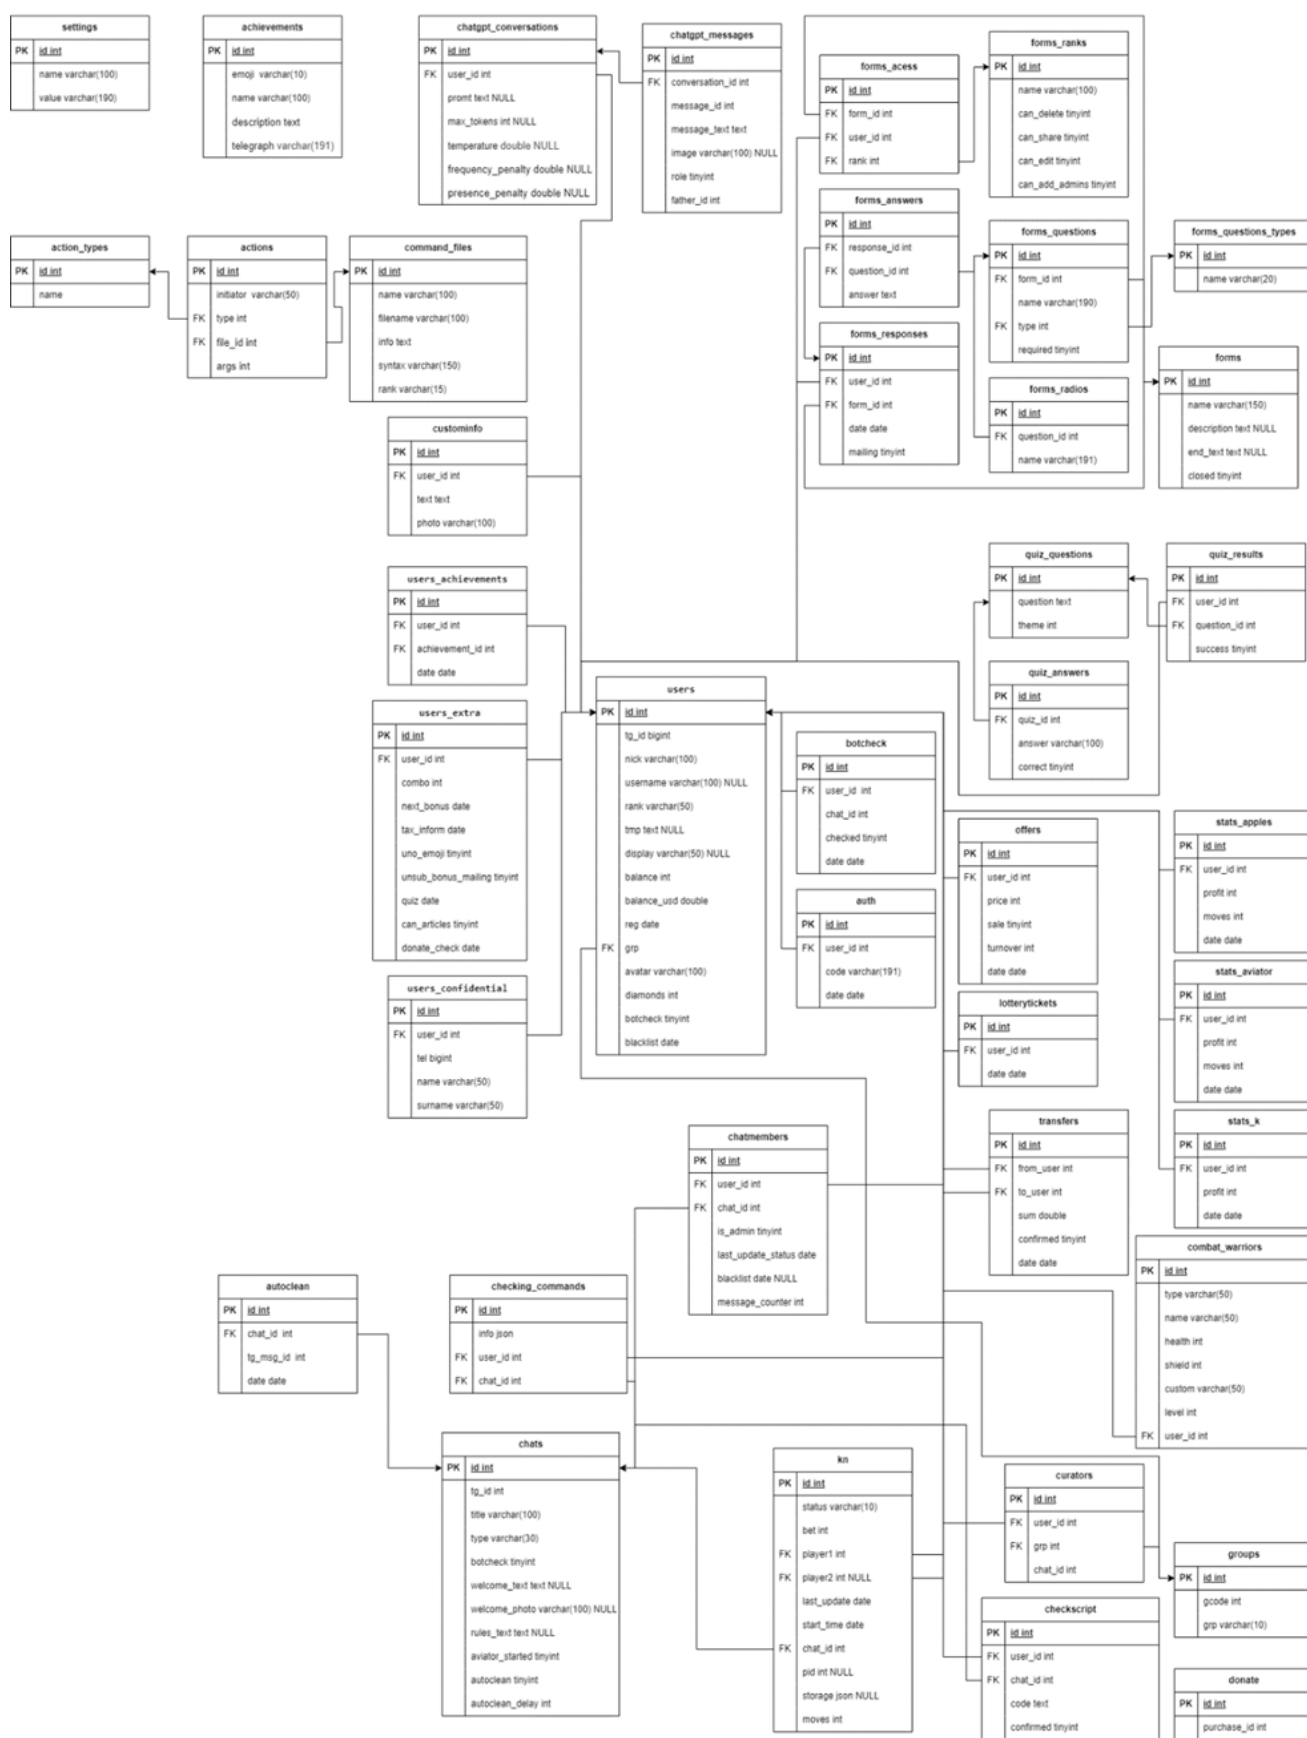 settings
PK id int
name varchar(100)
value varchar(190)
achievements
PK id int
emoji varchar(10)
name varchar(100)
description text
telegraph varchar(191)
chatgpt_conversations
PK id int
FK user_id int
promt text NULL
max_tokens int NULL
temperature double NULL
frequency_penalty double NULL
presence_penalty double NULL
chatgpt_messages
PK id int
FK conversation_id int
message_id int
message_text text
image varchar(100) NULL
role tinyint
father_id int
forms_acess
PK id int
FK form_id int
FK user_id int
FK rank int
forms_ranks
PK id int
name varchar(100)
can_delete tinyint
can_share tinyint
can_edit tinyint
can_add_admins tinyint
forms_answers
PK id int
FK response_id int
FK question_id int
answer text
forms_questions
PK id int
FK form_id int
name varchar(190)
FK type int
required tinyint
forms_questions_types
PK id int
name varchar(20)
action_types
PK id int
name
actions
PK id int
initiator varchar(50)
FK type int
FK file_id int
args int
command_files
PK id int
name varchar(100)
filename varchar(100)
info text
syntax varchar(150)
rank varchar(15)
forms_responses
PK id int
FK user_id int
FK form_id int
date date
mailing tinyint
forms_radios
PK id int
FK question_id int
name varchar(191)
forms
PK id int
name varchar(150)
description text NULL
end_text text NULL
closed tinyint
custominfo
PK id int
FK user_id int
text text
photo varchar(100)
quiz_questions
PK id int
question text
theme int
quiz_results
PK id int
FK user_id int
FK question_id int
success tinyint
users_achievements
PK id int
FK user_id int
FK achievement_id int
date date
quiz_answers
PK id int
FK quiz_id int
answer varchar(100)
correct tinyint
users_extra
PK id int
FK user_id int
combo int
next_bonus date
tax_inform date
uno_emoji tinyint
unsub_bonus_mailing tinyint
quiz date
can_articles tinyint
donate_check date
users
PK id int
tg_id bigint
nick varchar(100)
username varchar(100) NULL
rank varchar(50)
tmp text NULL
display varchar(50) NULL
balance int
balance_usd double
reg date
FK grp
avatar varchar(100)
diamonds int
botcheck tinyint
blacklist date
botcheck
PK id int
FK user_id int
chat_id int
checked tinyint
date date
auth
PK id int
FK user_id int
code varchar(191)
date date
offers
PK id int
FK user_id int
price int
sale tinyint
turnover int
date date
stats_apples
PK id int
FK user_id int
profit int
moves int
date date
stats_aviator
PK id int
FK user_id int
profit int
moves int
date date
users_confidential
PK id int
FK user_id int
tel bigint
name varchar(50)
surname varchar(50)
lotterytickets
PK id int
FK user_id int
date date
transfers
PK id int
FK from_user int
FK to_user int
sum double
confirmed tinyint
date date
stats_k
PK id int
FK user_id int
profit int
date date
chatmembers
PK id int
FK user_id int
FK chat_id int
is_admin tinyint
last_update_status date
blacklist date NULL
message_counter int
combat_warriors
PK id int
type varchar(50)
name varchar(50)
health int
shield int
custom varchar(50)
level int
FK user_id int
autoclean
PK id int
FK chat_id int
tg_msg_id int
date date
checking_commands
PK id int
info json
FK user_id int
FK chat_id int
chats
PK id int
tg_id int
title varchar(100)
type varchar(30)
botcheck tinyint
welcome_text text NULL
welcome_photo varchar(100) NULL
rules_text text NULL
aviator_started tinyint
autoclean tinyint
autoclean_delay int
kn
PK id int
status varchar(10)
bet int
FK player1 int
FK player2 int NULL
last_update date
start_time date
FK chat_id int
pid int NULL
storage json NULL
moves int
curators
PK id int
FK user_id int
FK grp int
chat_id int
groups
PK id int
gcode int
grp varchar(10)
checkscript
PK id int
FK user_id int
FK chat_id int
code text
confirmed tinyint
donate
PK id int
purchase_id int